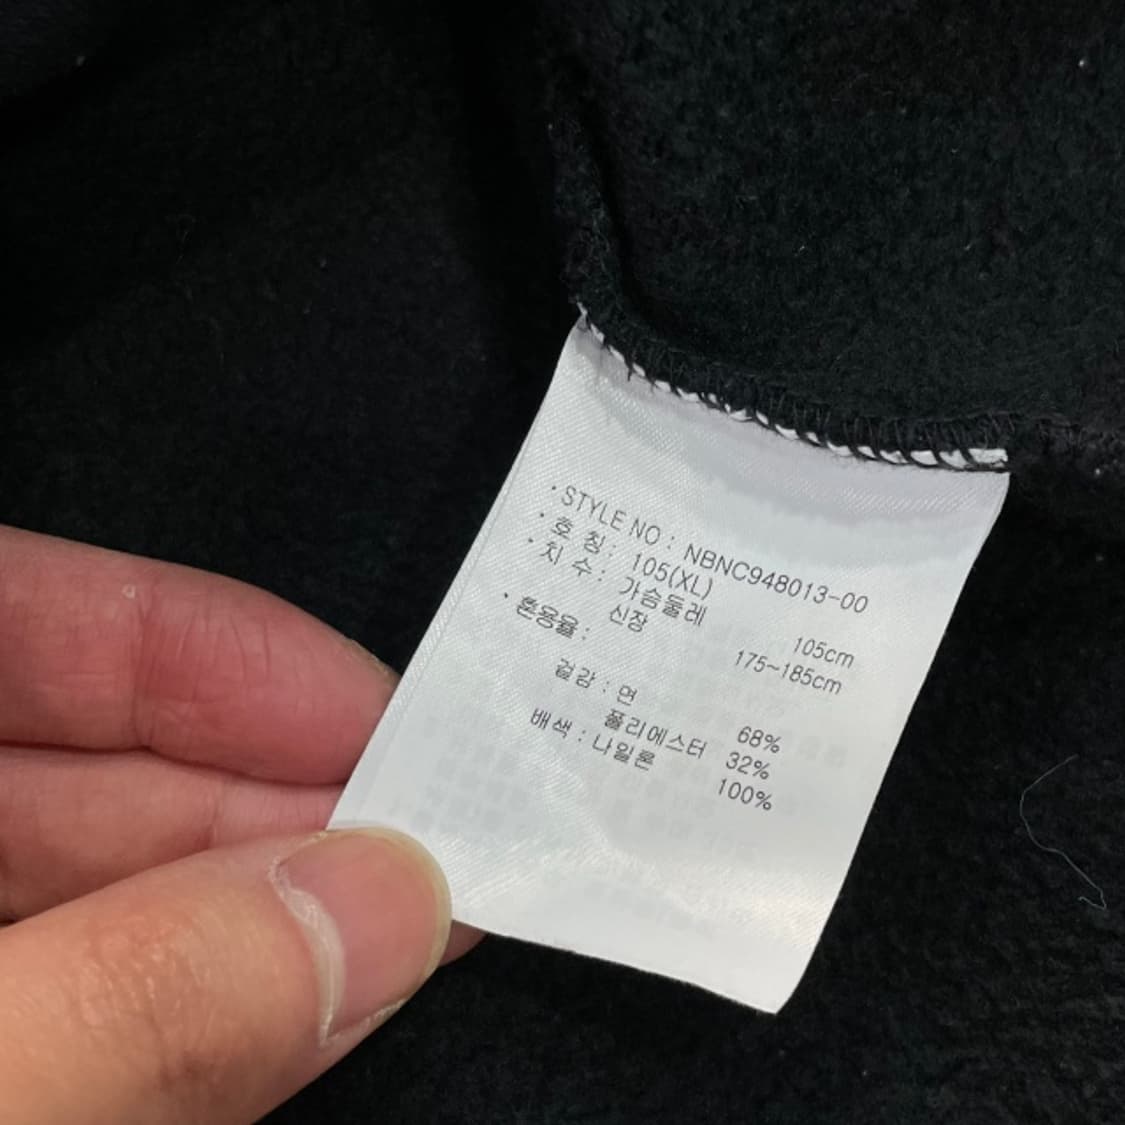 · STYLE NO : NBNC948013-00
· 호 칭 : 105(XL)
· 치 수 : 가슴둘레 105cm
신장 175~185cm
· 혼용율 :
겉감 : 면 68%
폴리에스터 32%
배색 : 나일론 100%